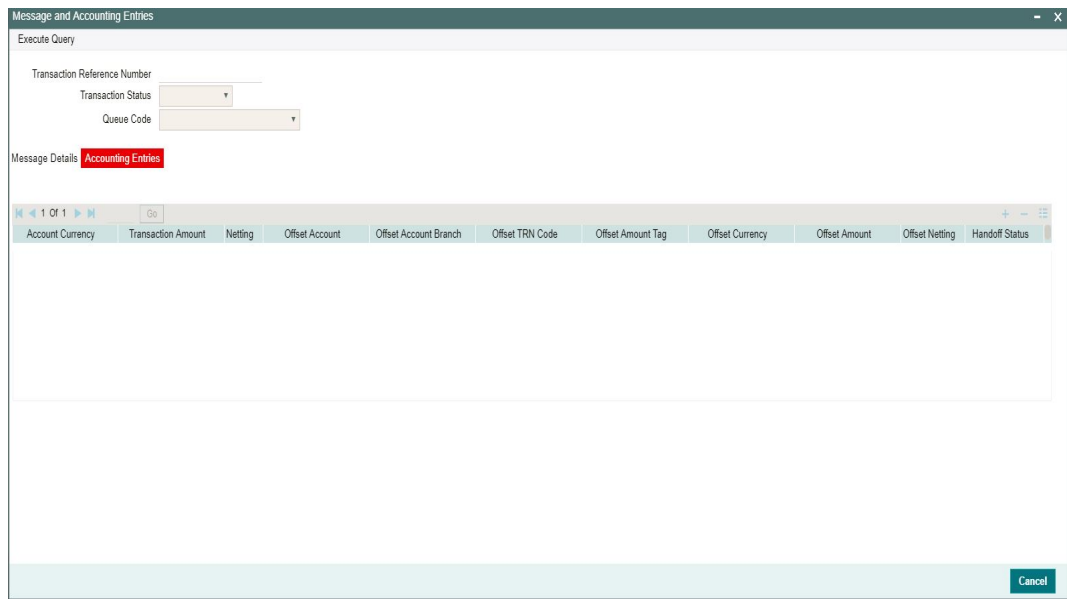 Message and Accounting Entries
Execute Query
Transaction Reference Number
Transaction Status
Queue Code
Message Details Accounting Entries
1 Of 1 Go
Account Currency Transaction Amount Netting Offset Account Offset Account Branch Offset TRN Code Offset Amount Tag Offset Currency Offset Amount Offset Netting Handoff Status
Cancel